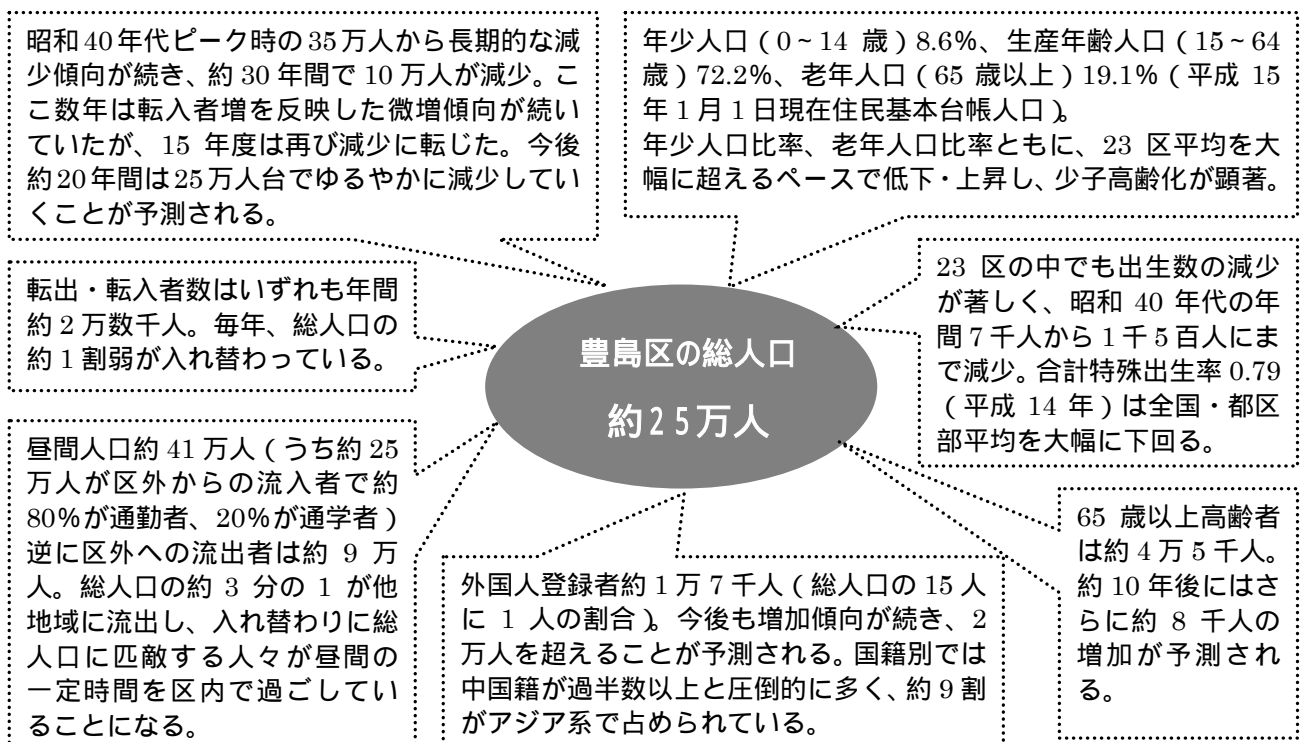 昭和40年代ピーク時の35万人から長期的な減
少傾向が続き、約30年間で10万人が減少。こ
こ数年は転入者増を反映した微増傾向が続い
ていたが、15 年度は再び減少に転じた。今後
約20年間は25万人台でゆるやかに減少してい
くことが予測される。
年少人口(0~14 歳)8.6%、生産年齢人口(15~64
歳)72.2%、老年人口(65 歳以上)19.1%(平成 15
年1月1日現在住民基本台帳人口)。
年少人口比率、老年人口比率ともに、23 区平均を大
幅に超えるペースで低下・上昇し、少子高齢化が顕著。
転出・転入者数はいずれも年間
約2万数千人。毎年、総人口の
約1割弱が入れ替わっている。
豊島区の総人口
約25万人
23 区の中でも出生数の減少
が著しく、昭和 40 年代の年
間7千人から1千5百人にま
で減少。合計特殊出生率0.79
(平成 14 年)は全国・都区
部平均を大幅に下回る。
昼間人口約 41 万人(うち約25
万人が区外からの流入者で約
80%が通勤者、20%が通学者)
逆に区外への流出者は約 9 万
人。総人口の約 3 分の 1 が他
地域に流出し、入れ替わりに総
人口に匹敵する人々が昼間の
一定時間を区内で過ごしてい
ることになる。
外国人登録者約1万7千人(総人口の15人
に 1 人の割合)。今後も増加傾向が続き、2
万人を超えることが予測される。国籍別では
中国籍が過半数以上と圧倒的に多く、約9割
がアジア系で占められている。
65 歳以上高齢者
は約4万5千人。
約 10 年後にはさ
らに約 8 千人の
増加が予測され
る。